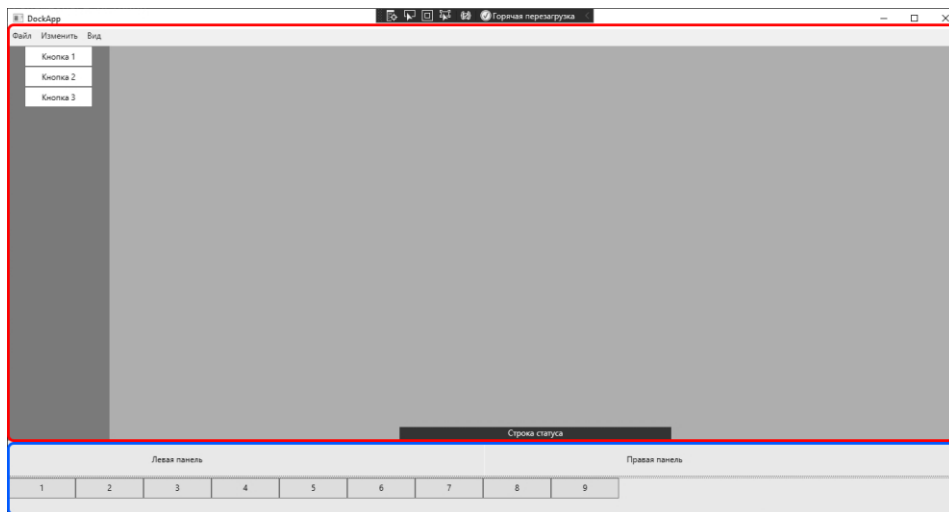 DockApp
Горячая перезагрузка
Файл Изменить Вид
Кнопка 1
Кнопка 2
Кнопка 3
Строка статуса
Левая панель Правая панель
1 2 3 4 5 6 7 8 9